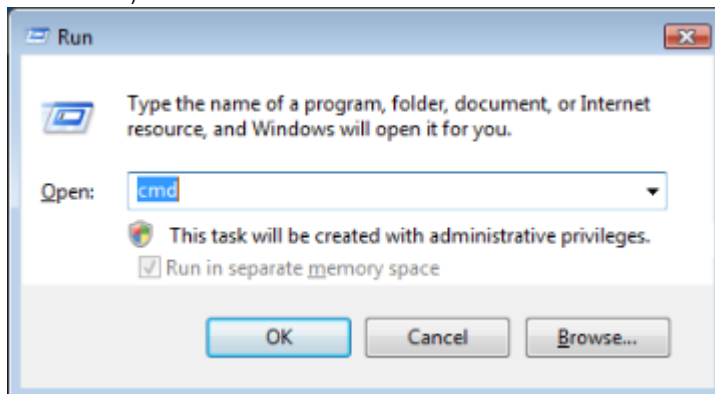 Run
Type the name of a program, folder, document, or Internet
resource, and Windows will open it for you.
Open: cmd
This task will be created with administrative privileges.
Run in separate memory space
OK Cancel Browse...